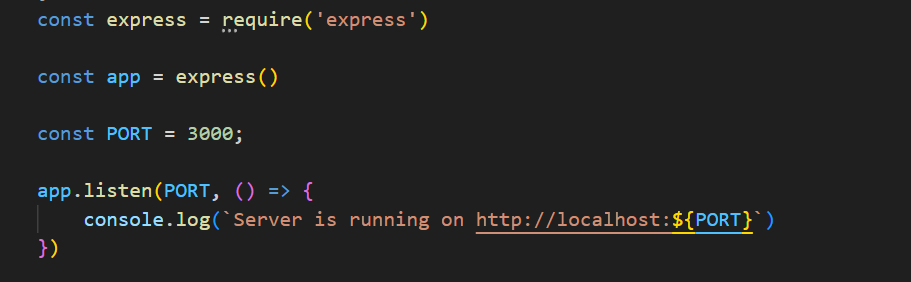 const express = require('express')
const app = express()
const PORT = 3000;
app.listen(PORT, () => {
    console.log(`Server is running on http://localhost:${PORT}`)
})